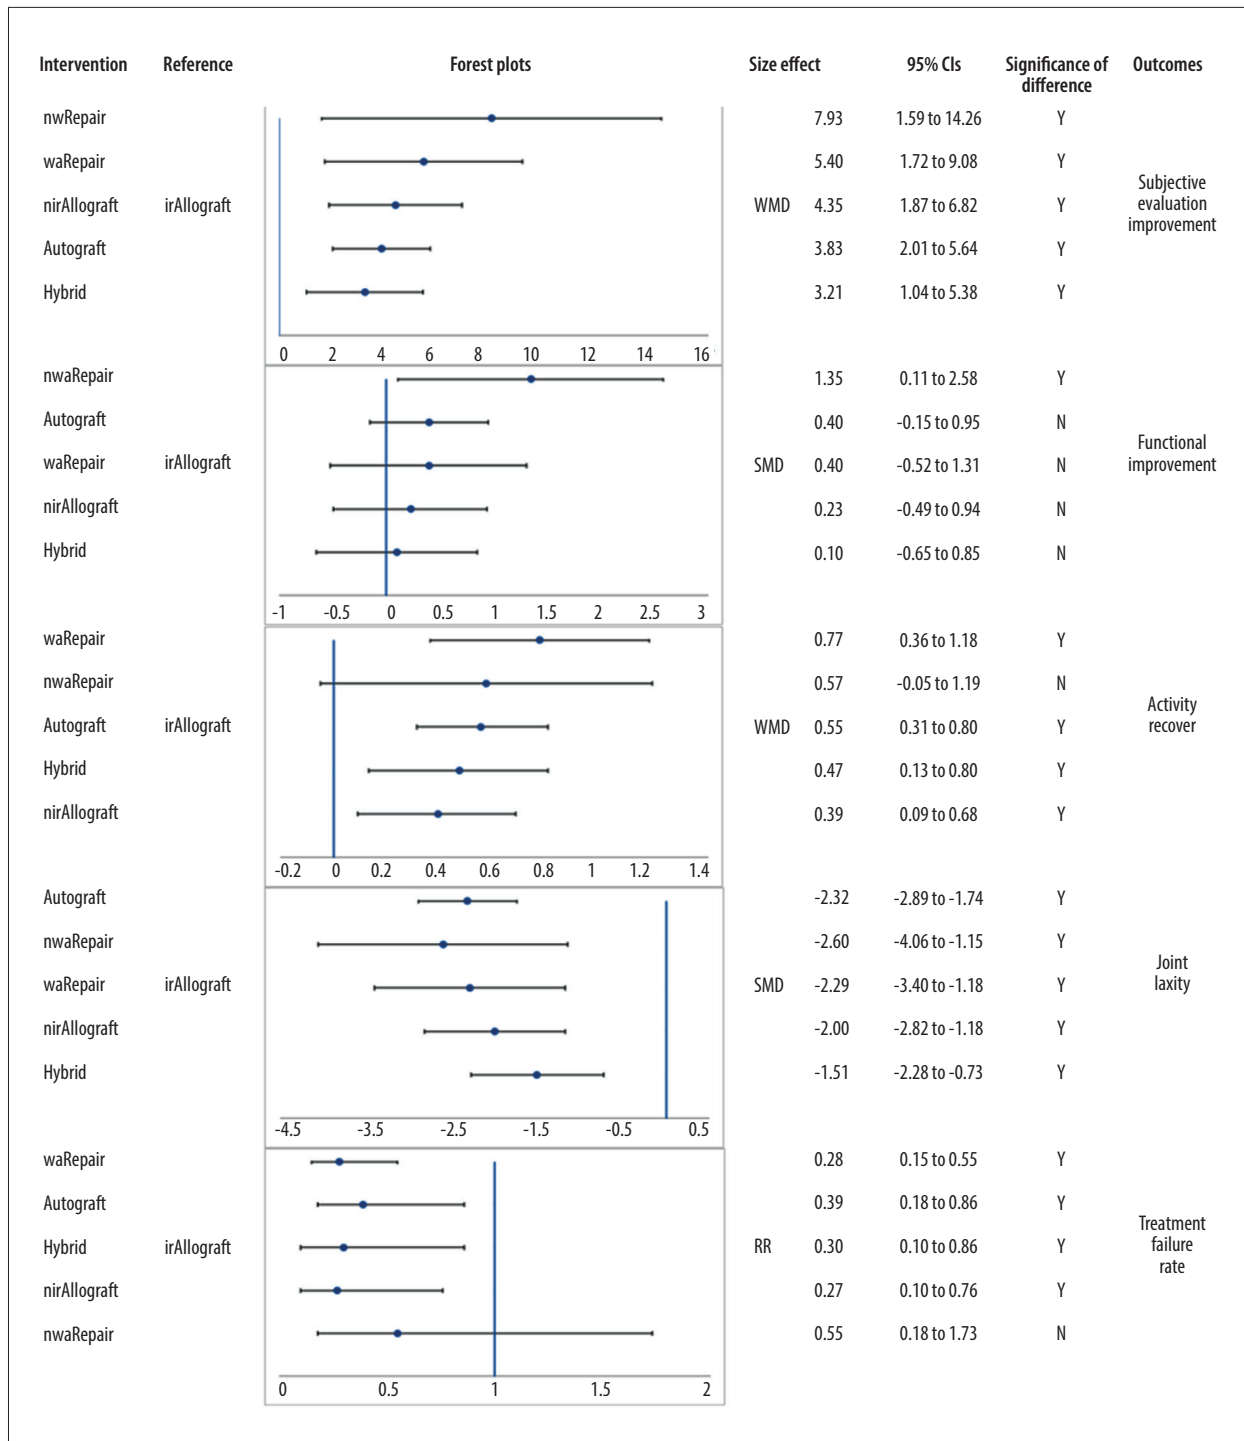 Intervention Reference Forest plots Size effect 95% CIs Significance of difference Outcomes
nwRepair 7.93 1.59 to 14.26 Y
waRepair 5.40 1.72 to 9.08 Y
nirAllograft irAllograft WMD 4.35 1.87 to 6.82 Y Subjective evaluation improvement
Autograft 3.83 2.01 to 5.64 Y
Hybrid 3.21 1.04 to 5.38 Y
0 2 4 6 8 10 12 14 16
nwaRepair 1.35 0.11 to 2.58 Y
Autograft 0.40 -0.15 to 0.95 N
waRepair irAllograft SMD 0.40 -0.52 to 1.31 N Functional improvement
nirAllograft 0.23 -0.49 to 0.94 N
Hybrid 0.10 -0.65 to 0.85 N
-1 -0.5 0 0.5 1 1.5 2 2.5 3
waRepair 0.77 0.36 to 1.18 Y
nwaRepair 0.57 -0.05 to 1.19 N
Autograft irAllograft WMD 0.55 0.31 to 0.80 Y Activity recover
Hybrid 0.47 0.13 to 0.80 Y
nirAllograft 0.39 0.09 to 0.68 Y
-0.2 0 0.2 0.4 0.6 0.8 1 1.2 1.4
Autograft -2.32 -2.89 to -1.74 Y
nwaRepair -2.60 -4.06 to -1.15 Y
waRepair irAllograft SMD -2.29 -3.40 to -1.18 Y Joint laxity
nirAllograft -2.00 -2.82 to -1.18 Y
Hybrid -1.51 -2.28 to -0.73 Y
-4.5 -3.5 -2.5 -1.5 -0.5 0.5
waRepair 0.28 0.15 to 0.55 Y
Autograft 0.39 0.18 to 0.86 Y
Hybrid irAllograft RR 0.30 0.10 to 0.86 Y Treatment failure rate
nirAllograft 0.27 0.10 to 0.76 Y
nwaRepair 0.55 0.18 to 1.73 N
0 0.5 1 1.5 2